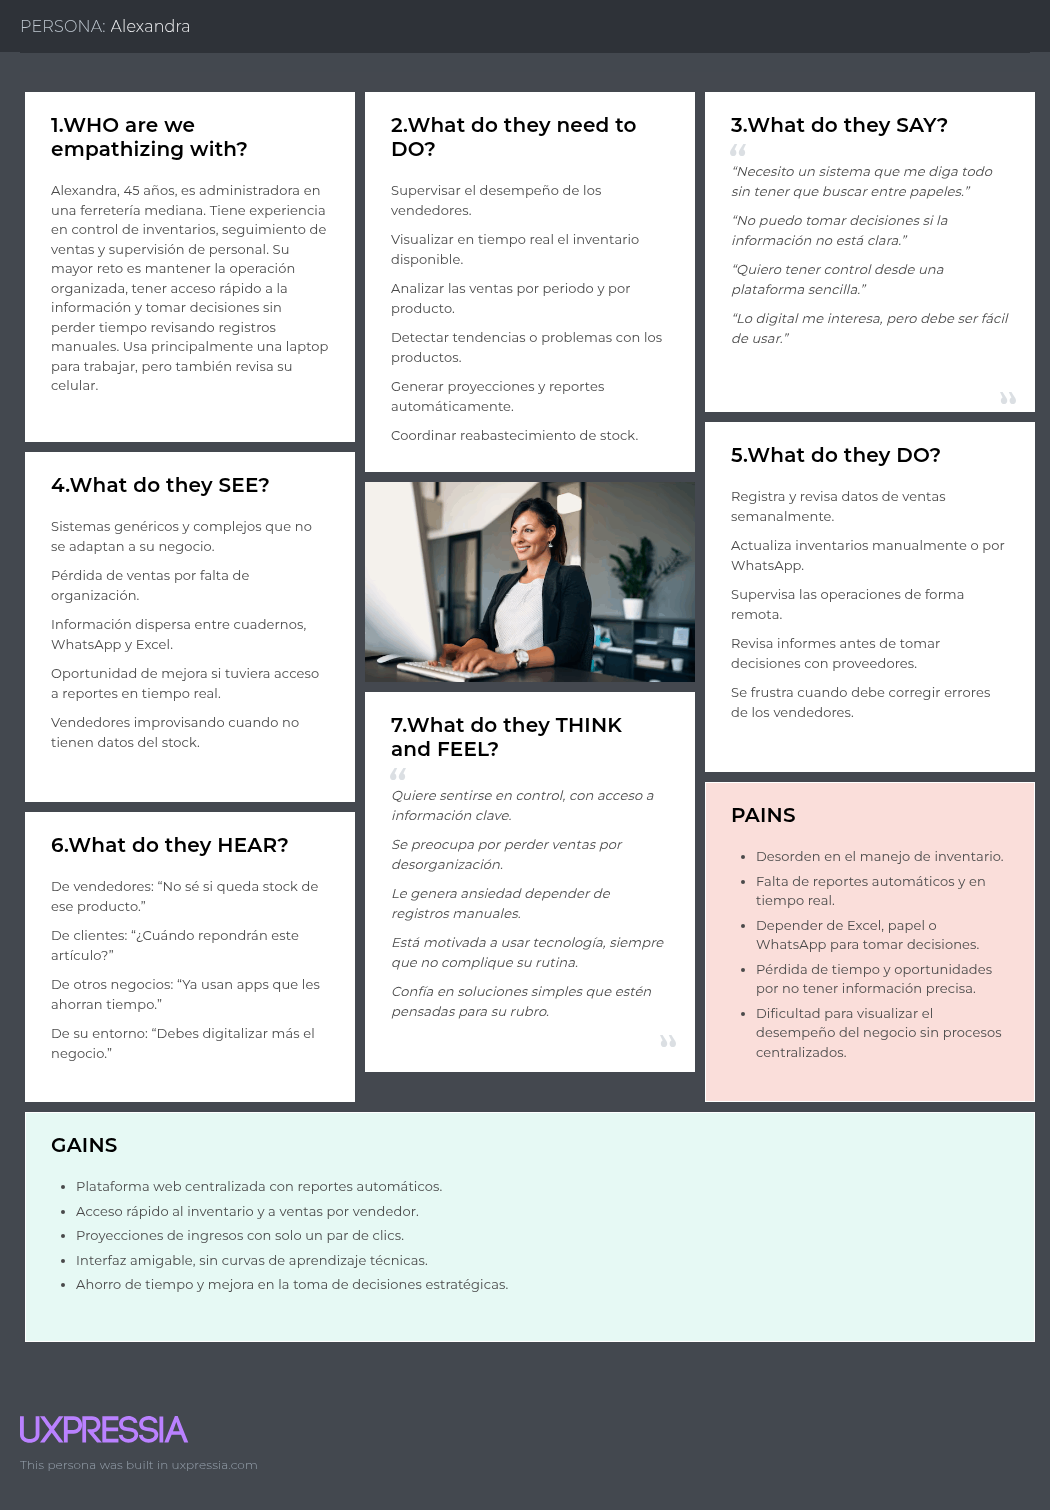 PERSONA: Alexandra
1.WHO are we
empathizing with?
Alexandra, 45 años, es administradora en
una ferretería mediana. Tiene experiencia
en control de inventarios, seguimiento de
ventas y supervisión de personal. Su
mayor reto es mantener la operación
organizada, tener acceso rápido a la
información y tomar decisiones sin
perder tiempo revisando registros
manuales. Usa principalmente una laptop
para trabajar, pero también revisa su
celular.
2.What do they need to
DO?
Supervisar el desempeño de los
vendedores.
Visualizar en tiempo real el inventario
disponible.
Analizar las ventas por periodo y por
producto.
Detectar tendencias o problemas con los
productos.
Generar proyecciones y reportes
automáticamente.
Coordinar reabastecimiento de stock.
3.What do they SAY?
“
“Necesito un sistema que me diga todo
sin tener que buscar entre papeles.”
“No puedo tomar decisiones si la
información no está clara.”
“Quiero tener control desde una
plataforma sencilla.”
“Lo digital me interesa, pero debe ser fácil
de usar.”
”
4.What do they SEE?
Sistemas genéricos y complejos que no
se adaptan a su negocio.
Pérdida de ventas por falta de
organización.
Información dispersa entre cuadernos,
WhatsApp y Excel.
Oportunidad de mejora si tuviera acceso
a reportes en tiempo real.
Vendedores improvisando cuando no
tienen datos del stock.
5.What do they DO?
Registra y revisa datos de ventas
semanalmente.
Actualiza inventarios manualmente o por
WhatsApp.
Supervisa las operaciones de forma
remota.
Revisa informes antes de tomar
decisiones con proveedores.
Se frustra cuando debe corregir errores
de los vendedores.
6.What do they HEAR?
De vendedores: “No sé si queda stock de
ese producto.”
De clientes: “¿Cuándo repondrán este
artículo?”
De otros negocios: “Ya usan apps que les
ahorran tiempo.”
De su entorno: “Debes digitalizar más el
negocio.”
7.What do they THINK
and FEEL?
“
Quiere sentirse en control, con acceso a
información clave.
Se preocupa por perder ventas por
desorganización.
Le genera ansiedad depender de
registros manuales.
Está motivada a usar tecnología, siempre
que no complique su rutina.
Confía en soluciones simples que estén
pensadas para su rubro.
”
PAINS
• Desorden en el manejo de inventario.
• Falta de reportes automáticos y en
tiempo real.
• Depender de Excel, papel o
WhatsApp para tomar decisiones.
• Pérdida de tiempo y oportunidades
por no tener información precisa.
• Dificultad para visualizar el
desempeño del negocio sin procesos
centralizados.
GAINS
• Plataforma web centralizada con reportes automáticos.
• Acceso rápido al inventario y a ventas por vendedor.
• Proyecciones de ingresos con solo un par de clics.
• Interfaz amigable, sin curvas de aprendizaje técnicas.
• Ahorro de tiempo y mejora en la toma de decisiones estratégicas.
UXPRESSIA
This persona was built in uxpressia.com